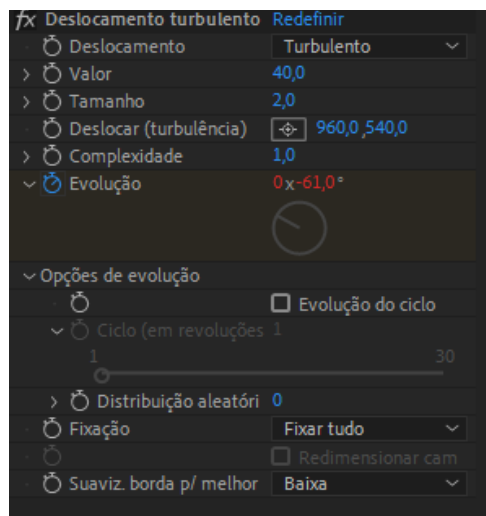 fx Deslocamento turbulento Redefinir
Deslocamento Turbulento
Valor 40,0
Tamanho 2,0
Deslocar (turbulência) 960,0 ,540,0
Complexidade 1,0
Evolução 0 x -61,0 °
Opções de evolução
Evolução do ciclo
Ciclo (em revoluções 1
1 30
Distribuição aleatóri 0
Fixação Fixar tudo
Redimensionar cam
Suaviz. borda p/ melhor Baixa